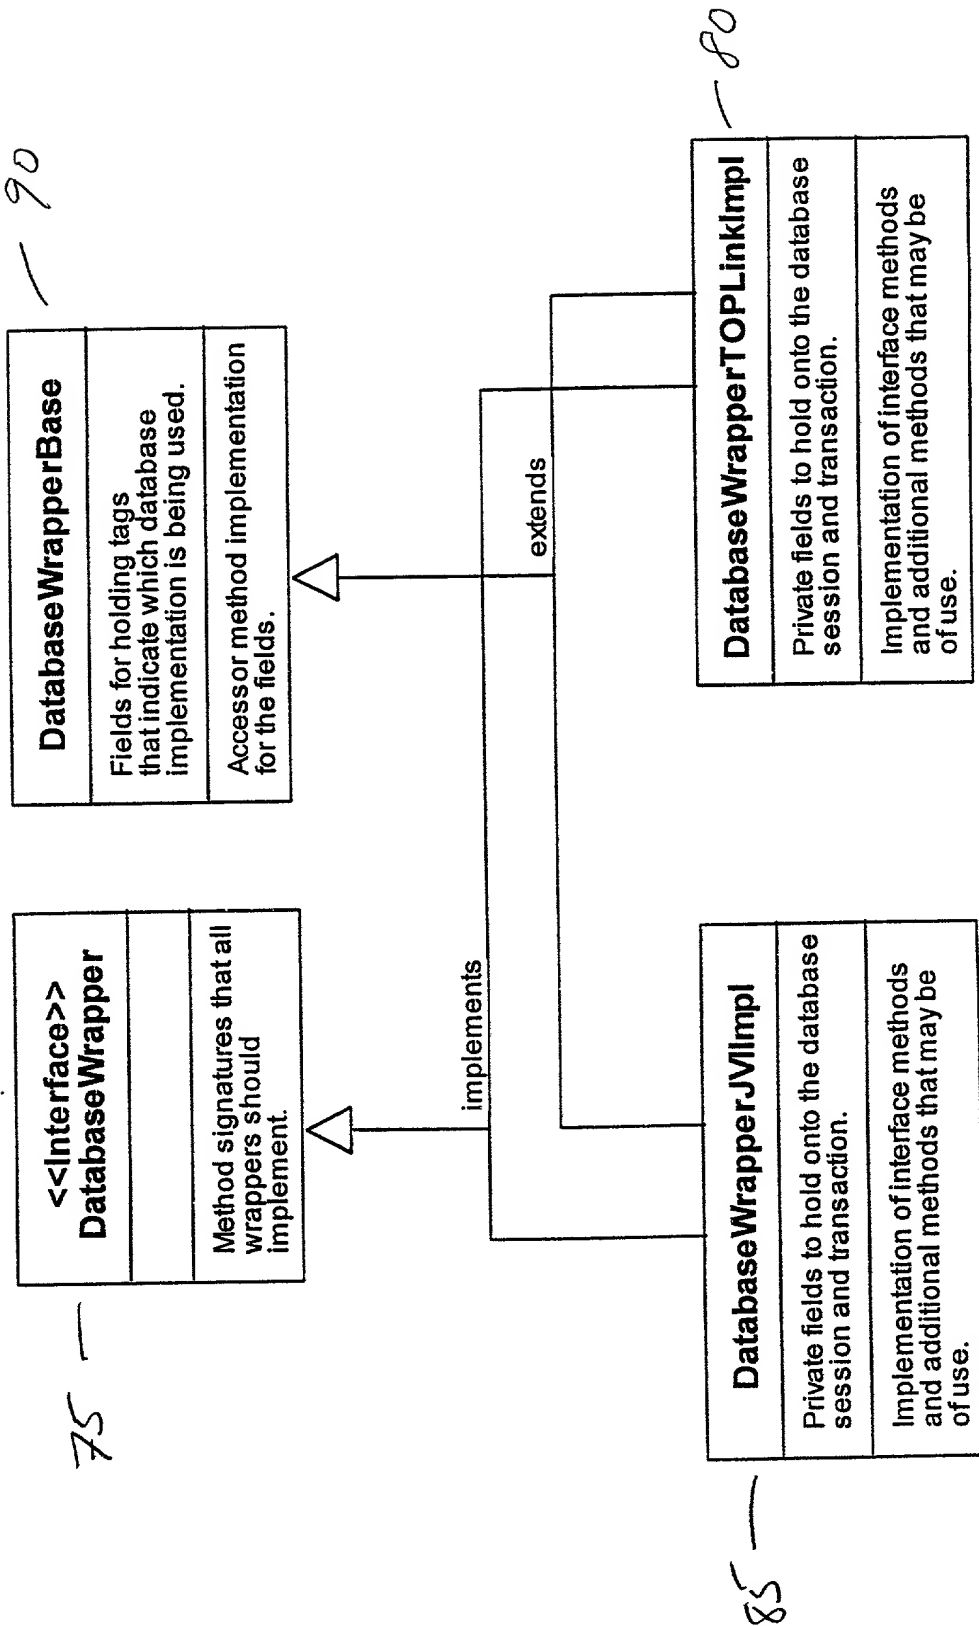 75
<<Interface>>
DatabaseWrapper
Method signatures that all
wrappers should
implement.
90
DatabaseWrapperBase
Fields for holding tags
that indicate which database
implementation is being used.
Accessor method implementation
for the fields.
implements
extends
85
DatabaseWrapperJVIImpl
Private fields to hold onto the database
session and transaction.
Implementation of interface methods
and additional methods that may be
of use.
80
DatabaseWrapperTOPLinkImpl
Private fields to hold onto the database
session and transaction.
Implementation of interface methods
and additional methods that may be
of use.